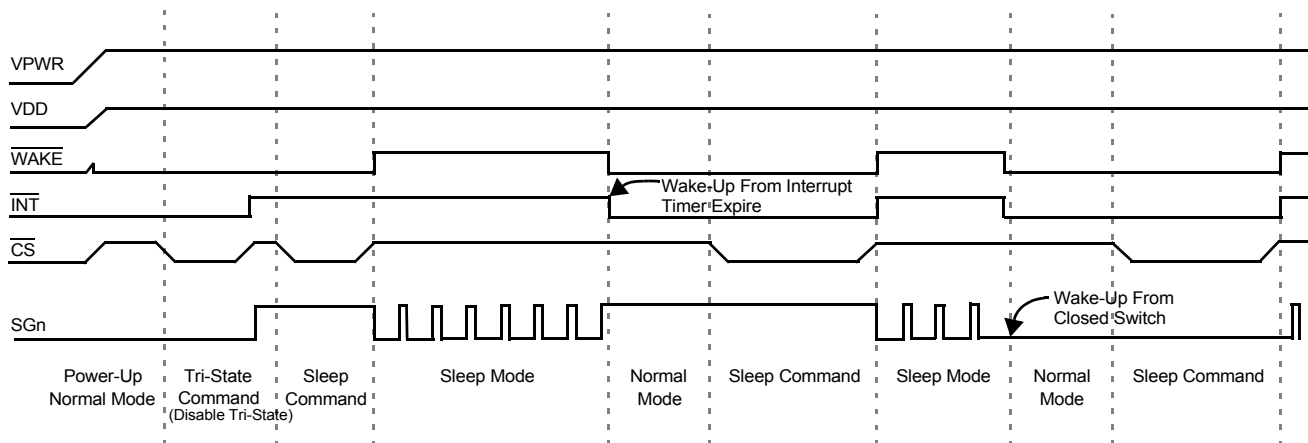 VPWR
VDD
WAKE
INT
Wake-Up From Interrupt
Timer Expire
CS
SGn
Wake-Up From
Closed Switch
Power-Up
Normal Mode
Tri-State
Command
(Disable Tri-State)
Sleep
Command
Sleep Mode
Normal
Mode
Sleep Command
Sleep Mode
Normal
Mode
Sleep Command